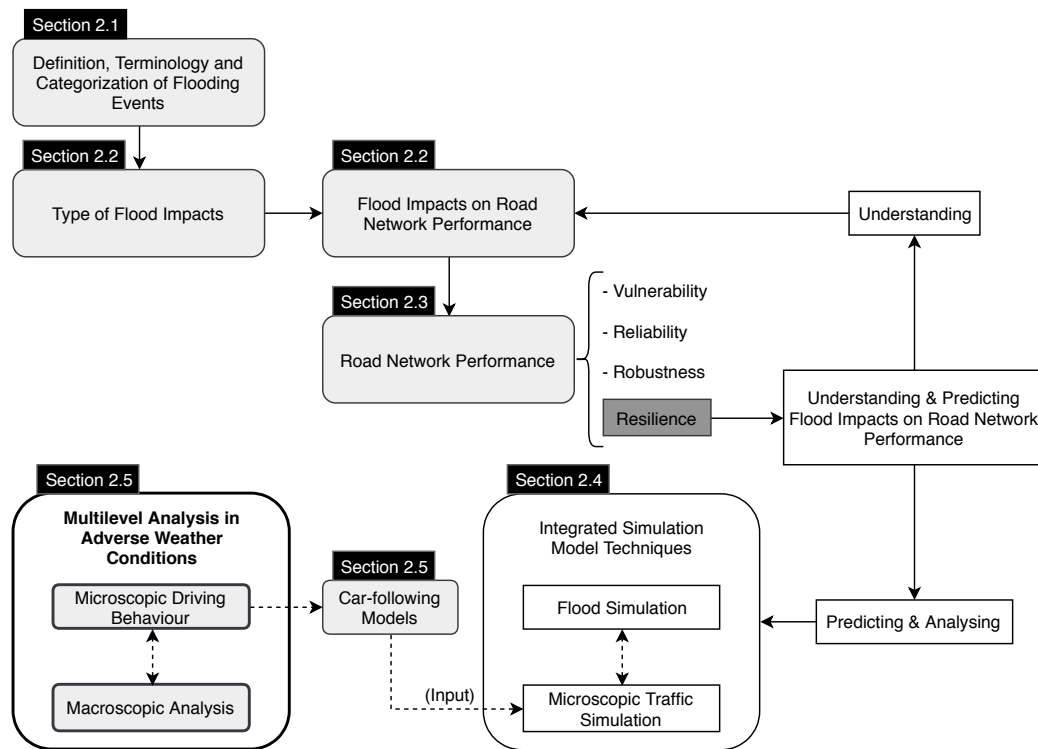 Section 2.1
Definition, Terminology and
Categorization of Flooding
Events
Section 2.2
Type of Flood Impacts
Section 2.2
Flood Impacts on Road
Network Performance
Understanding
Section 2.3
Road Network Performance
- Vulnerability
- Reliability
- Robustness
Resilience
Understanding & Predicting
Flood Impacts on Road Network
Performance
Section 2.5
Multilevel Analysis in
Adverse Weather
Conditions
Microscopic Driving
Behaviour
Macroscopic Analysis
Section 2.5
Car-following
Models
(Input)
Section 2.4
Integrated Simulation
Model Techniques
Flood Simulation
Microscopic Traffic
Simulation
Predicting & Analysing